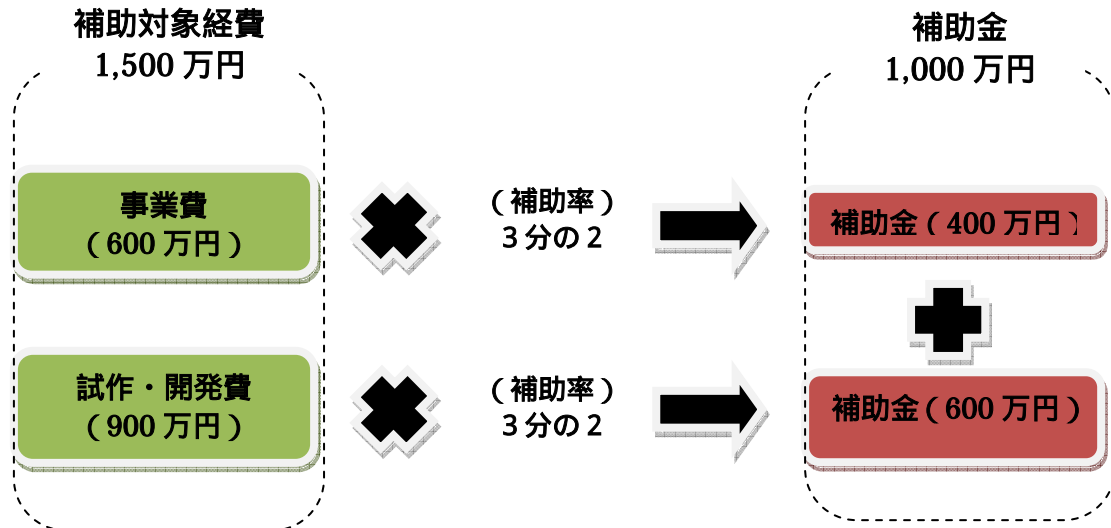 補助対象経費
1,500 万円
補助金
1,000 万円
事業費
（600 万円）
（補助率）
3 分の 2
補助金（400 万円）
試作・開発費
（900 万円）
（補助率）
3 分の 2
補助金（600 万円）